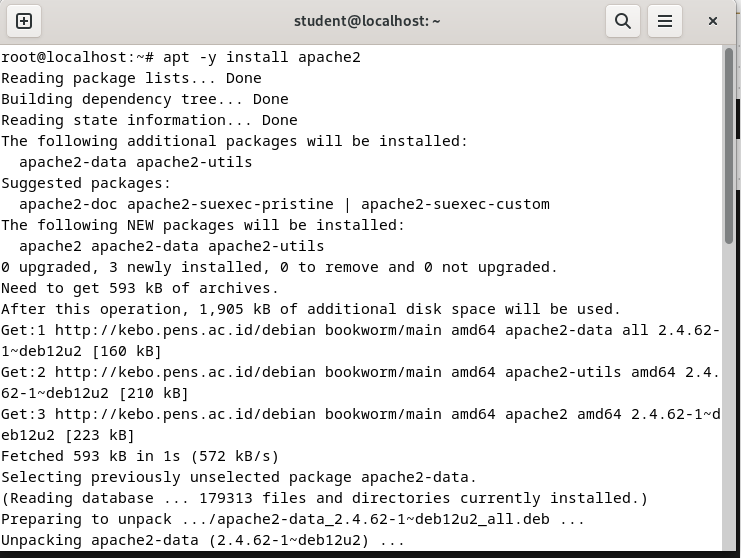 student@localhost: ~
root@localhost:~# apt -y install apache2
Reading package lists... Done
Building dependency tree... Done
Reading state information... Done
The following additional packages will be installed:
  apache2-data apache2-utils
Suggested packages:
  apache2-doc apache2-suexec-pristine | apache2-suexec-custom
The following NEW packages will be installed:
  apache2 apache2-data apache2-utils
0 upgraded, 3 newly installed, 0 to remove and 0 not upgraded.
Need to get 593 kB of archives.
After this operation, 1,905 kB of additional disk space will be used.
Get:1 http://kebo.pens.ac.id/debian bookworm/main amd64 apache2-data all 2.4.62-
1~deb12u2 [160 kB]
Get:2 http://kebo.pens.ac.id/debian bookworm/main amd64 apache2-utils amd64 2.4.
62-1~deb12u2 [210 kB]
Get:3 http://kebo.pens.ac.id/debian bookworm/main amd64 apache2 amd64 2.4.62-1~d
eb12u2 [223 kB]
Fetched 593 kB in 1s (572 kB/s)
Selecting previously unselected package apache2-data.
(Reading database ... 179313 files and directories currently installed.)
Preparing to unpack .../apache2-data_2.4.62-1~deb12u2_all.deb ...
Unpacking apache2-data (2.4.62-1~deb12u2) ...